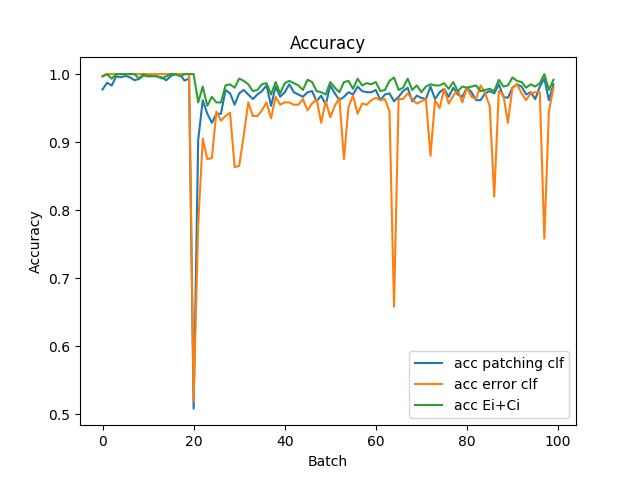 Accuracy
1.0
0.9
0.8
0.7
0.6
0.5
Accuracy
acc patching clf
acc error clf
acc Ei+Ci
0 20 40 60 80 100
Batch